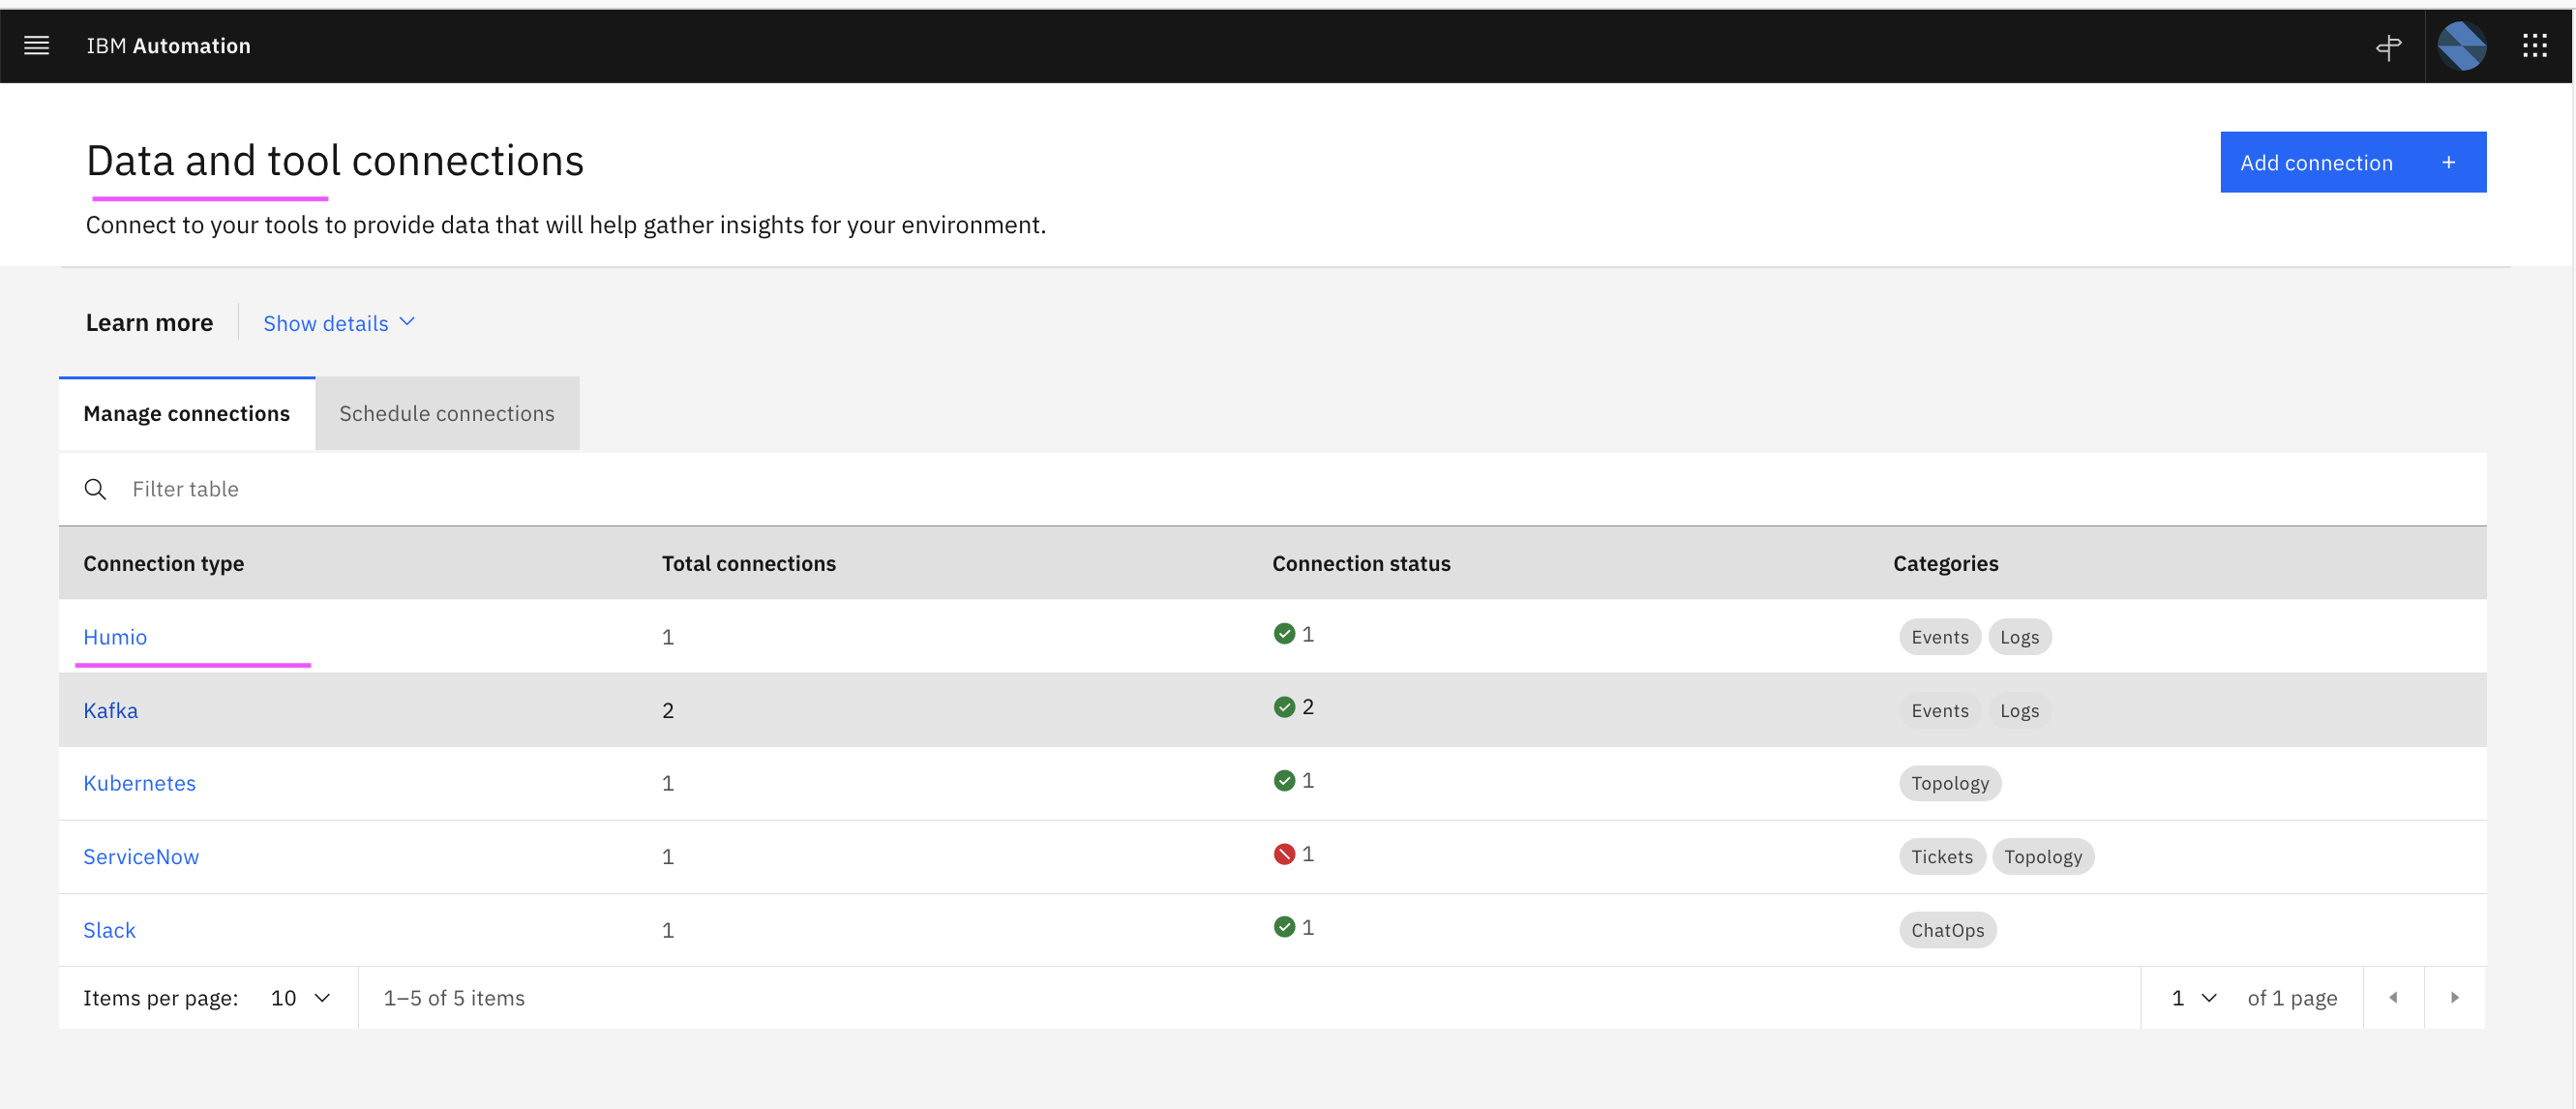 IBM Automation
Data and tool connections
Add connection +
Connect to your tools to provide data that will help gather insights for your environment.
Learn more Show details
Manage connections Schedule connections
Filter table
Connection type Total connections Connection status Categories
Humio 1 1 Events Logs
Kafka 2 2 Events Logs
Kubernetes 1 1 Topology
ServiceNow 1 1 Tickets Topology
Slack 1 1 ChatOps
Items per page: 10 1–5 of 5 items 1 of 1 page